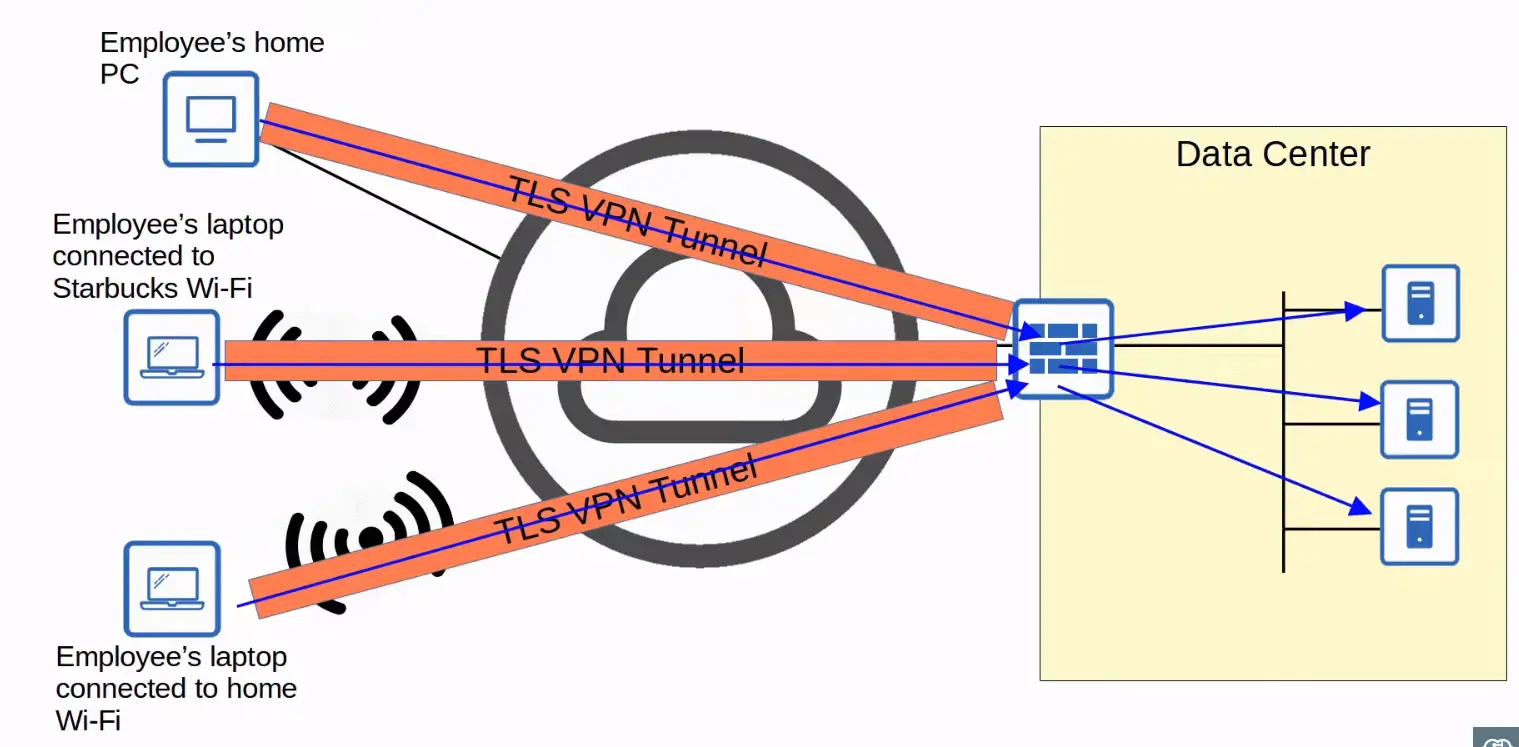 Employee’s home
PC
TLS VPN Tunnel
Data Center
Employee’s laptop
connected to
Starbucks Wi-Fi
TLS VPN Tunnel
TLS VPN Tunnel
Employee’s laptop
connected to home
Wi-Fi